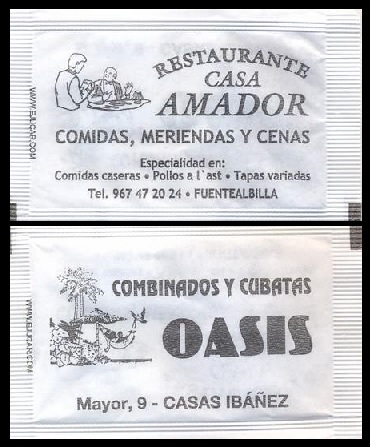 RESTAURANTE
CASA
AMADOR
COMIDAS, MERIENDAS Y CENAS
Especialidad en:
Comidas caseras • Pollos a l`ast • Tapas variadas
Tel. 967 47 20 24 • FUENTEALBILLA
COMBINADOS Y CUBATAS
OASIS
Mayor, 9 - CASAS IBÁÑEZ